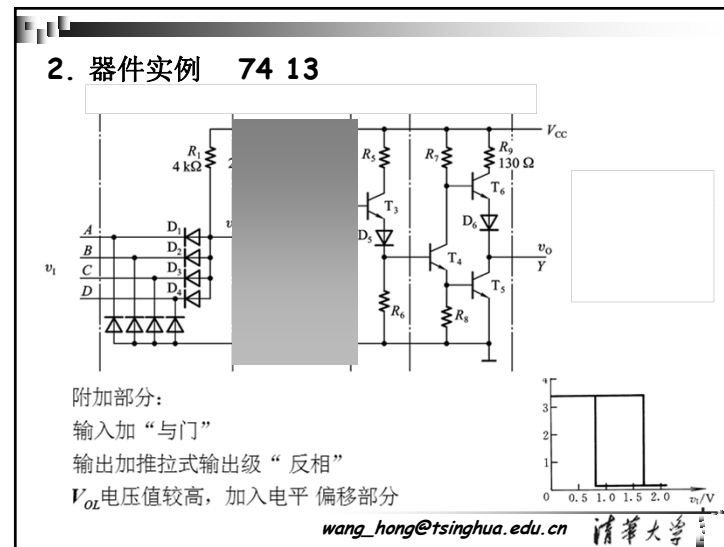 2. 器件实例 74 13
VCC
R1
4 kΩ
R5
R7
R9
130 Ω
T3
T6
D5
D6
A
B
C
D
D1
D2
D3
D4
vI
T4
T5
vO
Y
R6
R8
附加部分：
输入加“与门”
输出加推拉式输出级“ 反相”
VOL电压值较高，加入电平 偏移部分
4
3
2
1
0 0.5 1.0 1.5 2.0 vI/V
wang_hong@tsinghua.edu.cn
清华大学